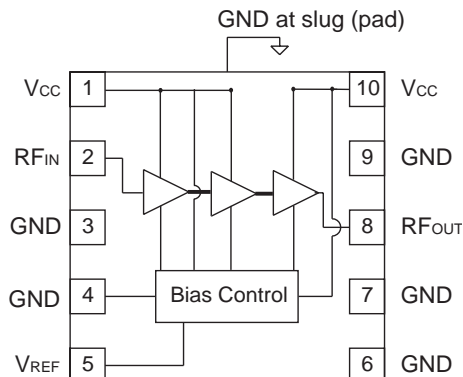 GND at slug (pad)
VCC 1 10 VCC
RFIN 2 9 GND
GND 3 8 RFOUT
GND 4 Bias Control 7 GND
VREF 5 6 GND